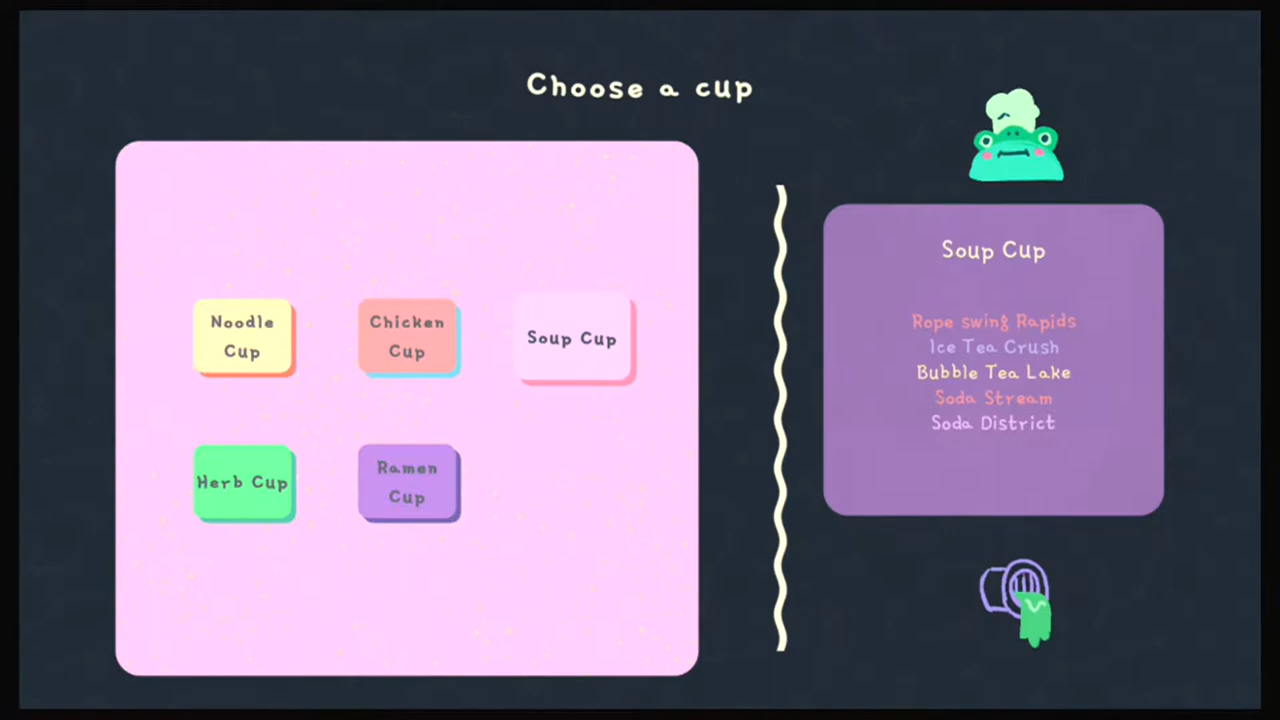 Choose a cup
Noodle
Cup
Chicken
Cup
Soup Cup
Herb Cup
Ramen
Cup
Soup Cup
Rope swing Rapids
Ice Tea Crush
Bubble Tea Lake
Soda Stream
Soda District